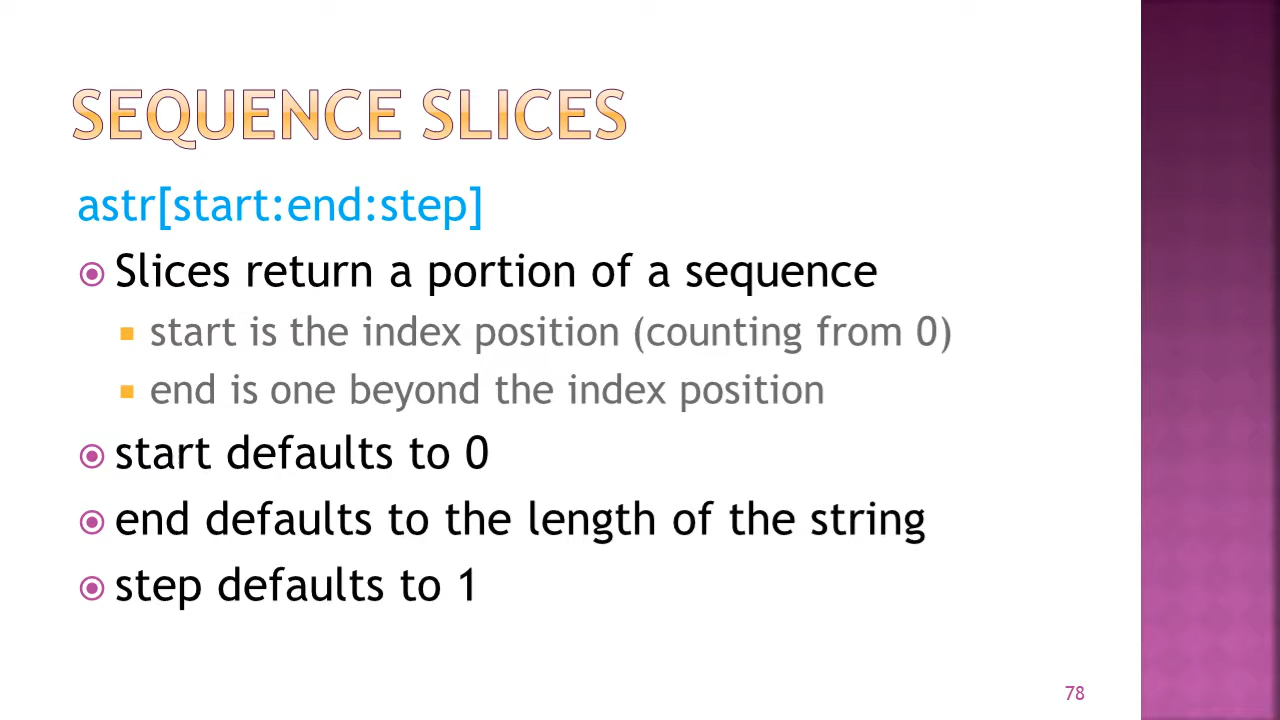 SEQUENCE SLICES
astr[start:end:step]
Slices return a portion of a sequence
start is the index position (counting from 0)
end is one beyond the index position
start defaults to 0
end defaults to the length of the string
step defaults to 1
78